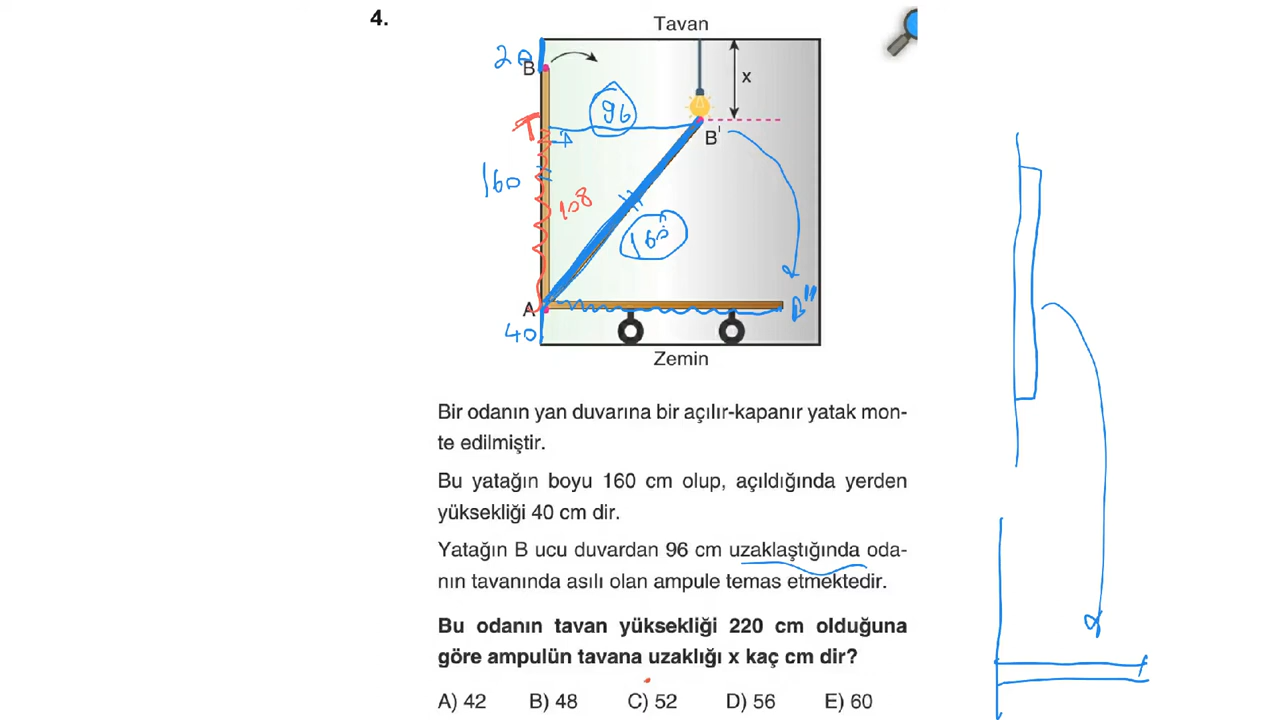 4.
Tavan
20
B
x
96
T
B'
160
108
160
A
B"
40
Zemin
Bir odanın yan duvarına bir açılır-kapanır yatak mon-
te edilmiştir.
Bu yatağın boyu 160 cm olup, açıldığında yerden
yüksekliği 40 cm dir.
Yatağın B ucu duvardan 96 cm uzaklaştığında oda-
nın tavanında asılı olan ampule temas etmektedir.
Bu odanın tavan yüksekliği 220 cm olduğuna
göre ampulün tavana uzaklığı x kaç cm dir?
A) 42 B) 48 C) 52 D) 56 E) 60